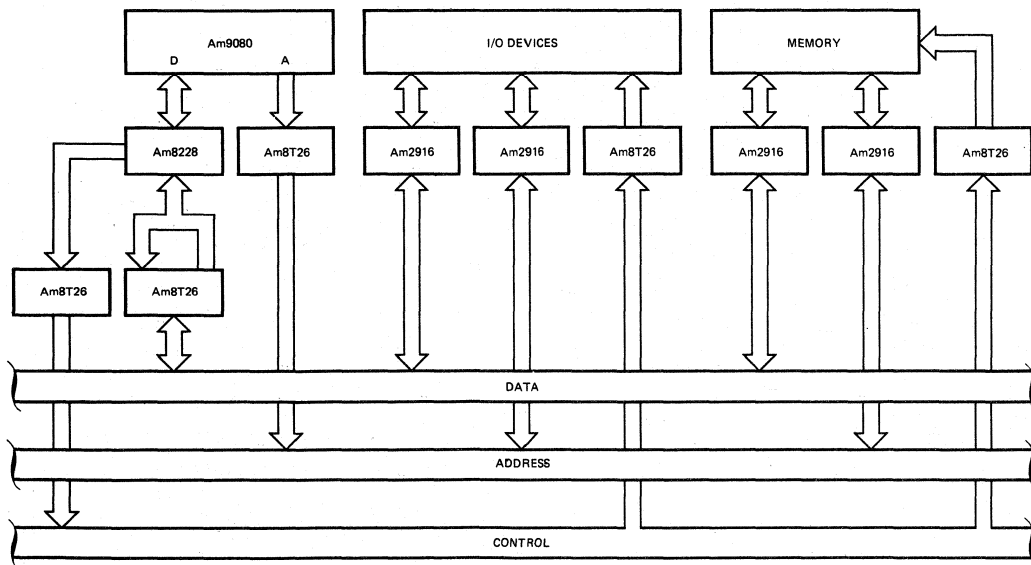 Am9080
I/O DEVICES
MEMORY
D
A
Am8228
Am8T26
Am2916
Am2916
Am8T26
Am2916
Am2916
Am8T26
Am8T26
Am8T26
DATA
ADDRESS
CONTROL